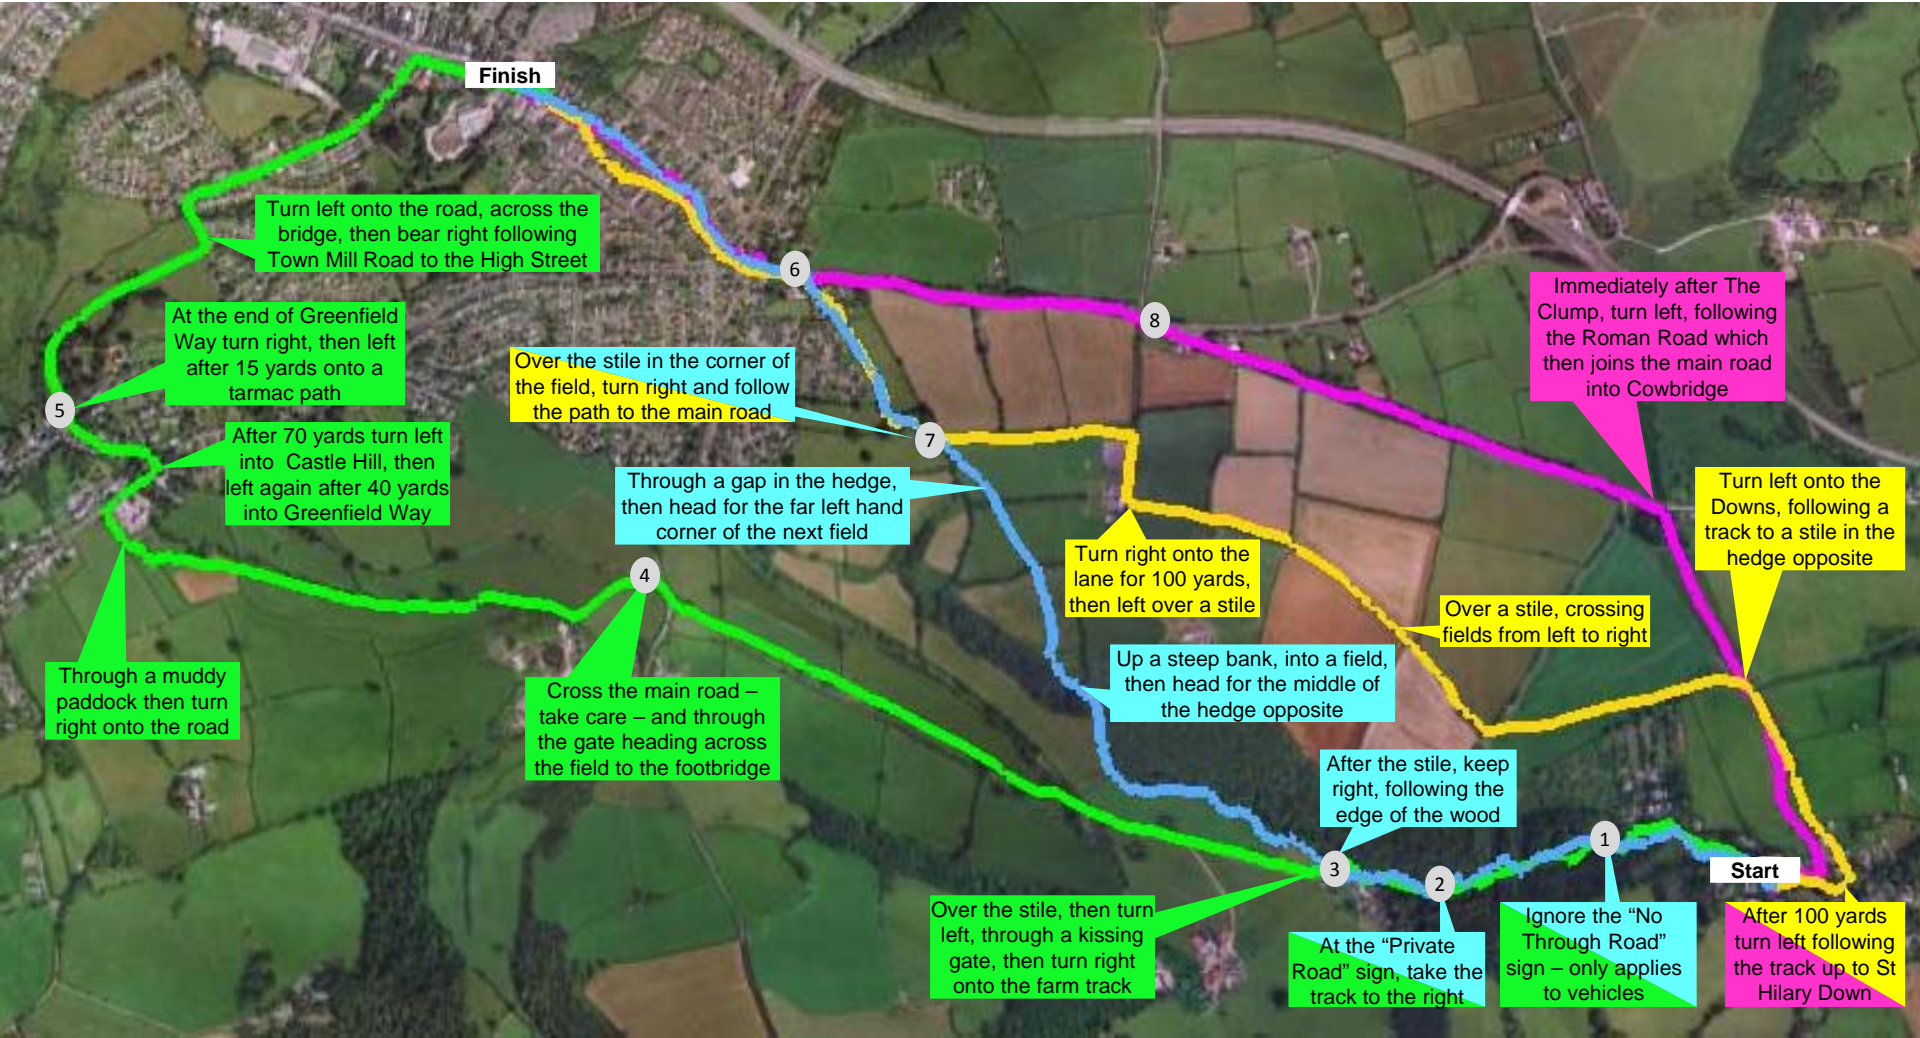 Finish
Turn left onto the road, across the
bridge, then bear right following
Town Mill Road to the High Street
6
At the end of Greenfield
Way turn right, then left
after 15 yards onto a
tarmac path
8
Immediately after The
Clump, turn left, following
the Roman Road which
then joins the main road
into Cowbridge
Over the stile in the corner of
the field, turn right and follow
the path to the main road
5
7
After 70 yards turn left
into Castle Hill, then
left again after 40 yards
into Greenfield Way
Through a gap in the hedge,
then head for the far left hand
corner of the next field
Turn left onto the
Downs, following a
track to a stile in the
hedge opposite
Turn right onto the
lane for 100 yards,
then left over a stile
4
Over a stile, crossing
fields from left to right
Through a muddy
paddock then turn
right onto the road
Up a steep bank, into a field,
then head for the middle of
the hedge opposite
Cross the main road –
take care – and through
the gate heading across
the field to the footbridge
After the stile, keep
right, following the
edge of the wood
1
3
2
Start
Over the stile, then turn
left, through a kissing
gate, then turn right
onto the farm track
At the “Private
Road” sign, take the
track to the right
Ignore the “No
Through Road”
sign – only applies
to vehicles
After 100 yards
turn left following
the track up to St
Hilary Down